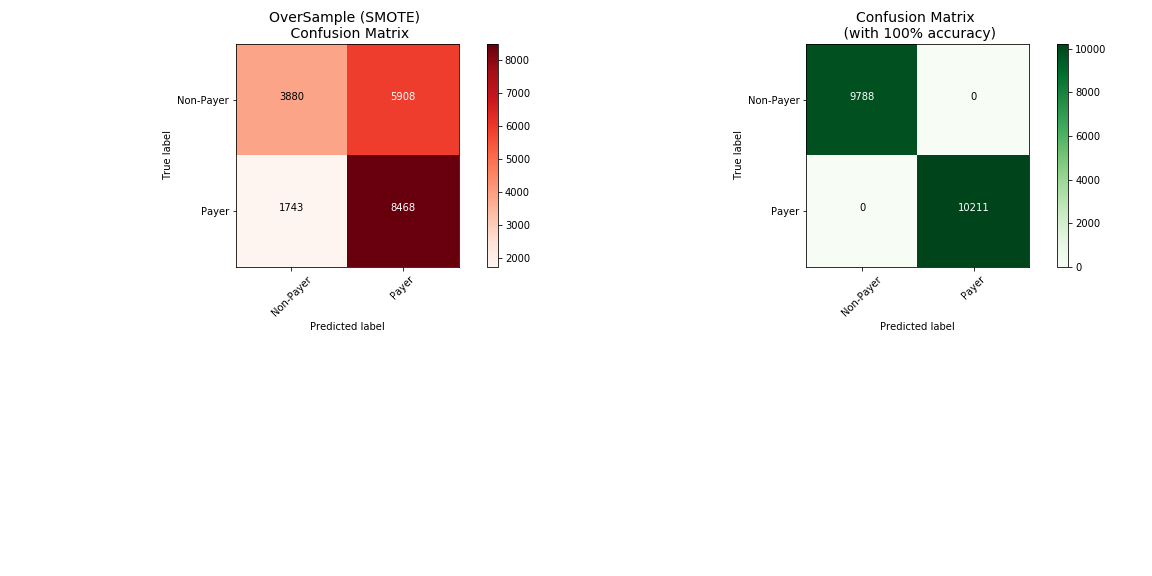 OverSample (SMOTE)
Confusion Matrix
True label
Non-Payer
Payer
3880
5908
1743
8468
Non-Payer
Payer
Predicted label
8000
7000
6000
5000
4000
3000
2000
Confusion Matrix
(with 100% accuracy)
True label
Non-Payer
Payer
9788
0
0
10211
Non-Payer
Payer
Predicted label
10000
8000
6000
4000
2000
0